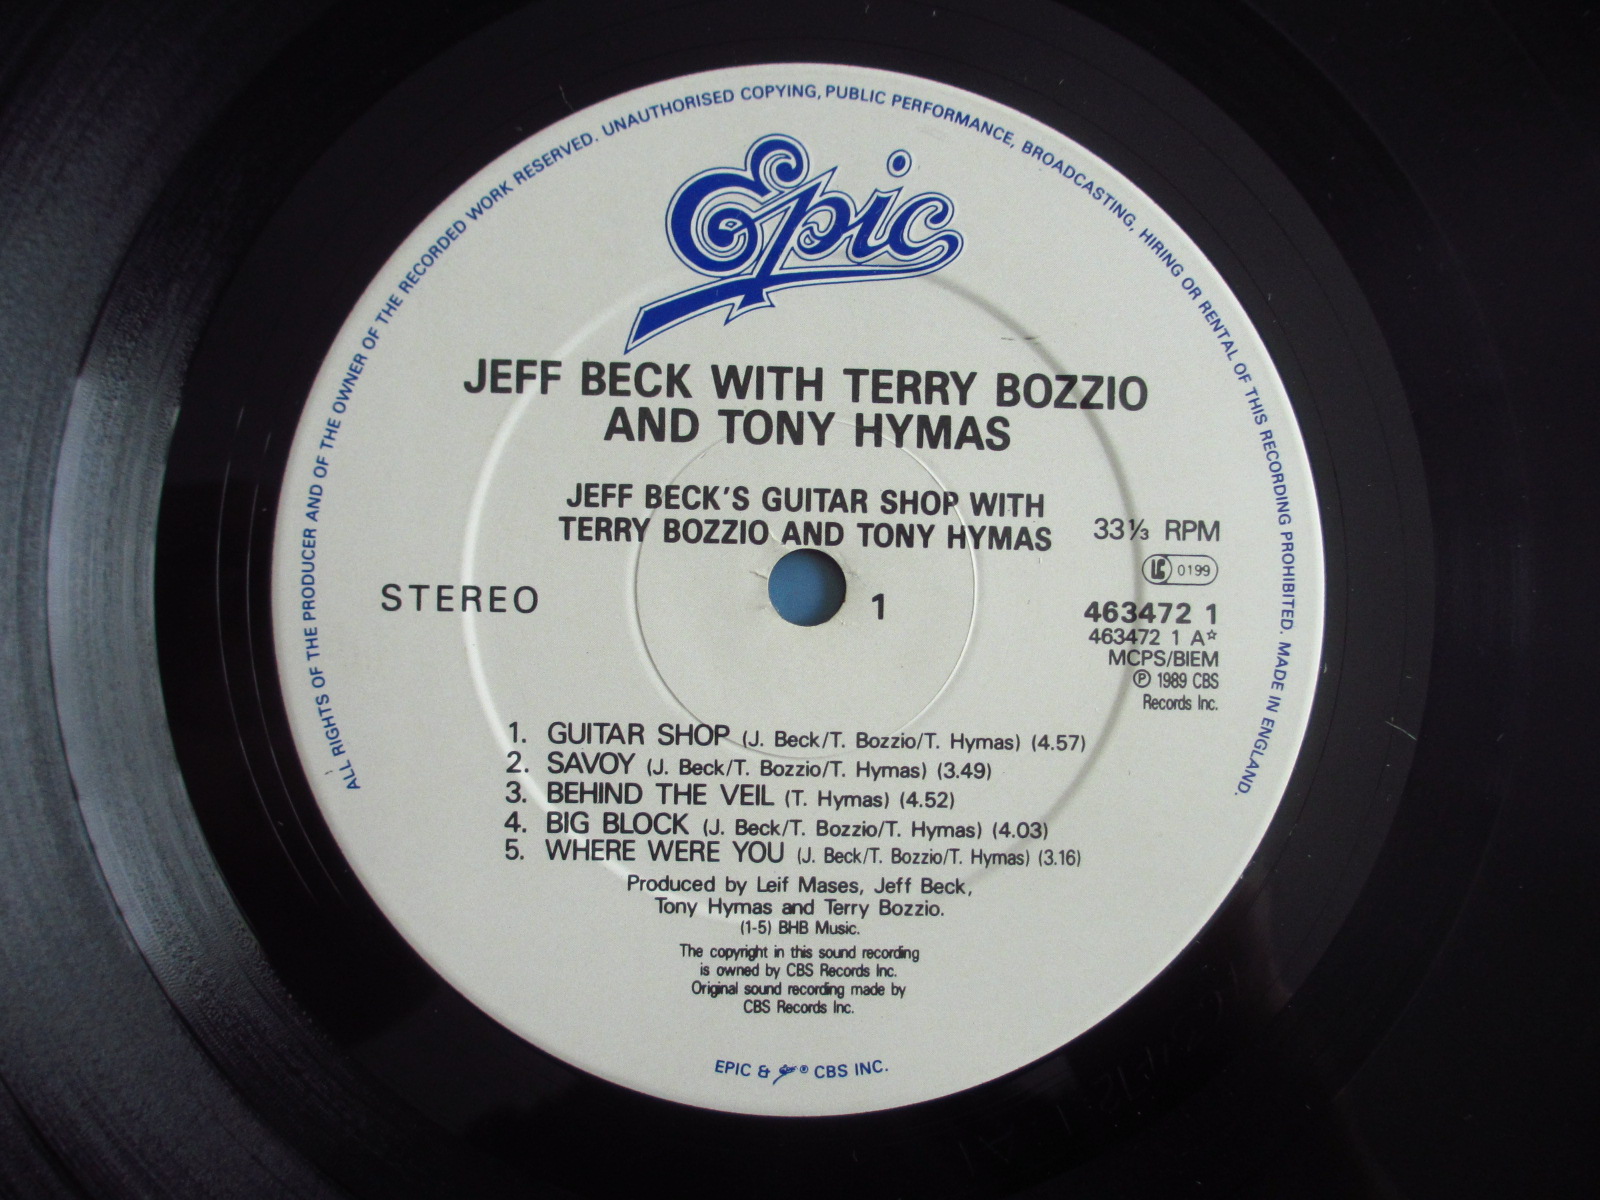 ALL RIGHTS OF THE PRODUCER AND OF THE OWNER OF THE RECORDED WORK RESERVED. UNAUTHORISED COPYING, PUBLIC PERFORMANCE, BROADCASTING, HIRING OR RENTAL OF THIS RECORDING PROHIBITED. MADE IN ENGLAND.
Epic
JEFF BECK WITH TERRY BOZZIO
AND TONY HYMAS
JEFF BECK'S GUITAR SHOP WITH
TERRY BOZZIO AND TONY HYMAS
33⅓ RPM
LC 0199
STEREO
1
463472 1
463472 1 A☆
MCPS/BIEM
℗ 1989 CBS
Records Inc.
1. GUITAR SHOP (J. Beck/T. Bozzio/T. Hymas) (4.57)
2. SAVOY (J. Beck/T. Bozzio/T. Hymas) (3.49)
3. BEHIND THE VEIL (T. Hymas) (4.52)
4. BIG BLOCK (J. Beck/T. Bozzio/T. Hymas) (4.03)
5. WHERE WERE YOU (J. Beck/T. Bozzio/T. Hymas) (3.16)
Produced by Leif Mases, Jeff Beck,
Tony Hymas and Terry Bozzio.
(1-5) BHB Music.
The copyright in this sound recording
is owned by CBS Records Inc.
Original sound recording made by
CBS Records Inc.
EPIC & Epic ® CBS INC.